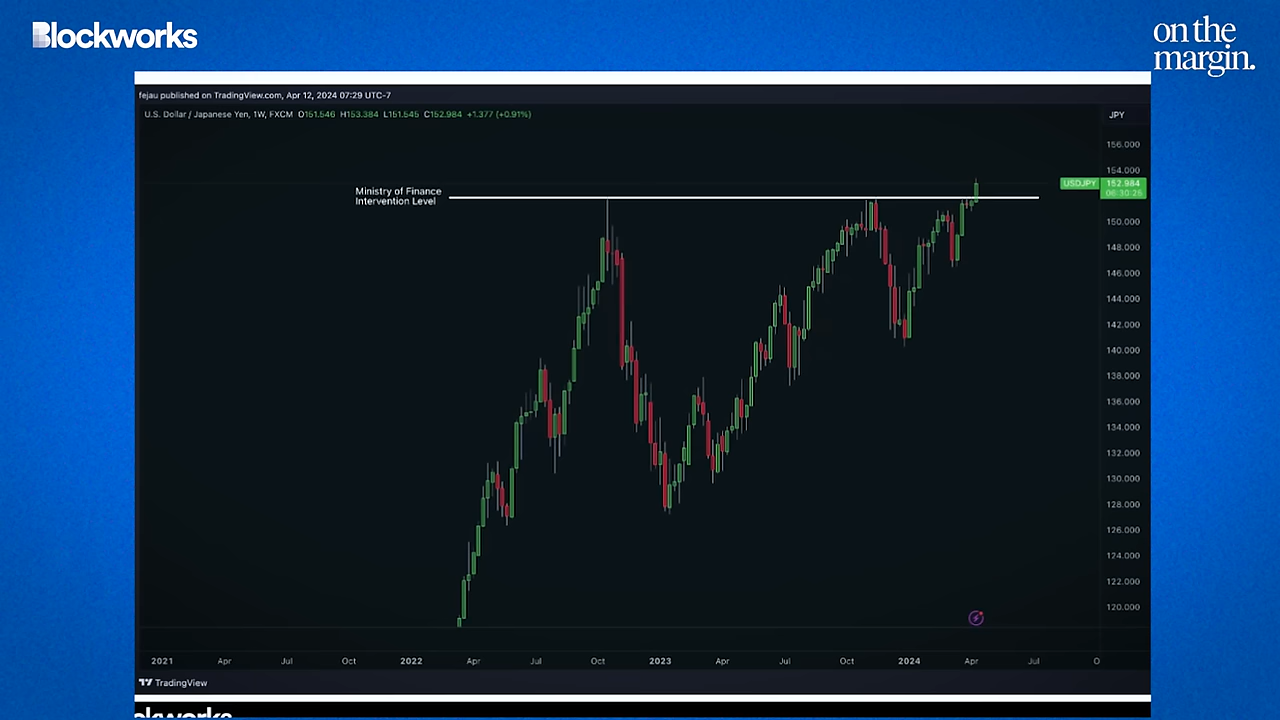 Blockworks
on the
margin.
fejau published on TradingView.com, Apr 12, 2024 07:29 UTC-7
U.S. Dollar / Japanese Yen, 1W, FXCM O151.546 H153.384 L151.545 C152.984 +1.377 (+0.91%)
JPY
156.000
154.000
USDJPY 152.984
06:30:25
Ministry of Finance
Intervention Level
150.000
148.000
146.000
144.000
142.000
140.000
138.000
136.000
134.000
132.000
130.000
128.000
126.000
124.000
122.000
120.000
2021 Apr Jul Oct 2022 Apr Jul Oct 2023 Apr Jul Oct 2024 Apr Jul O
TradingView
ckworks